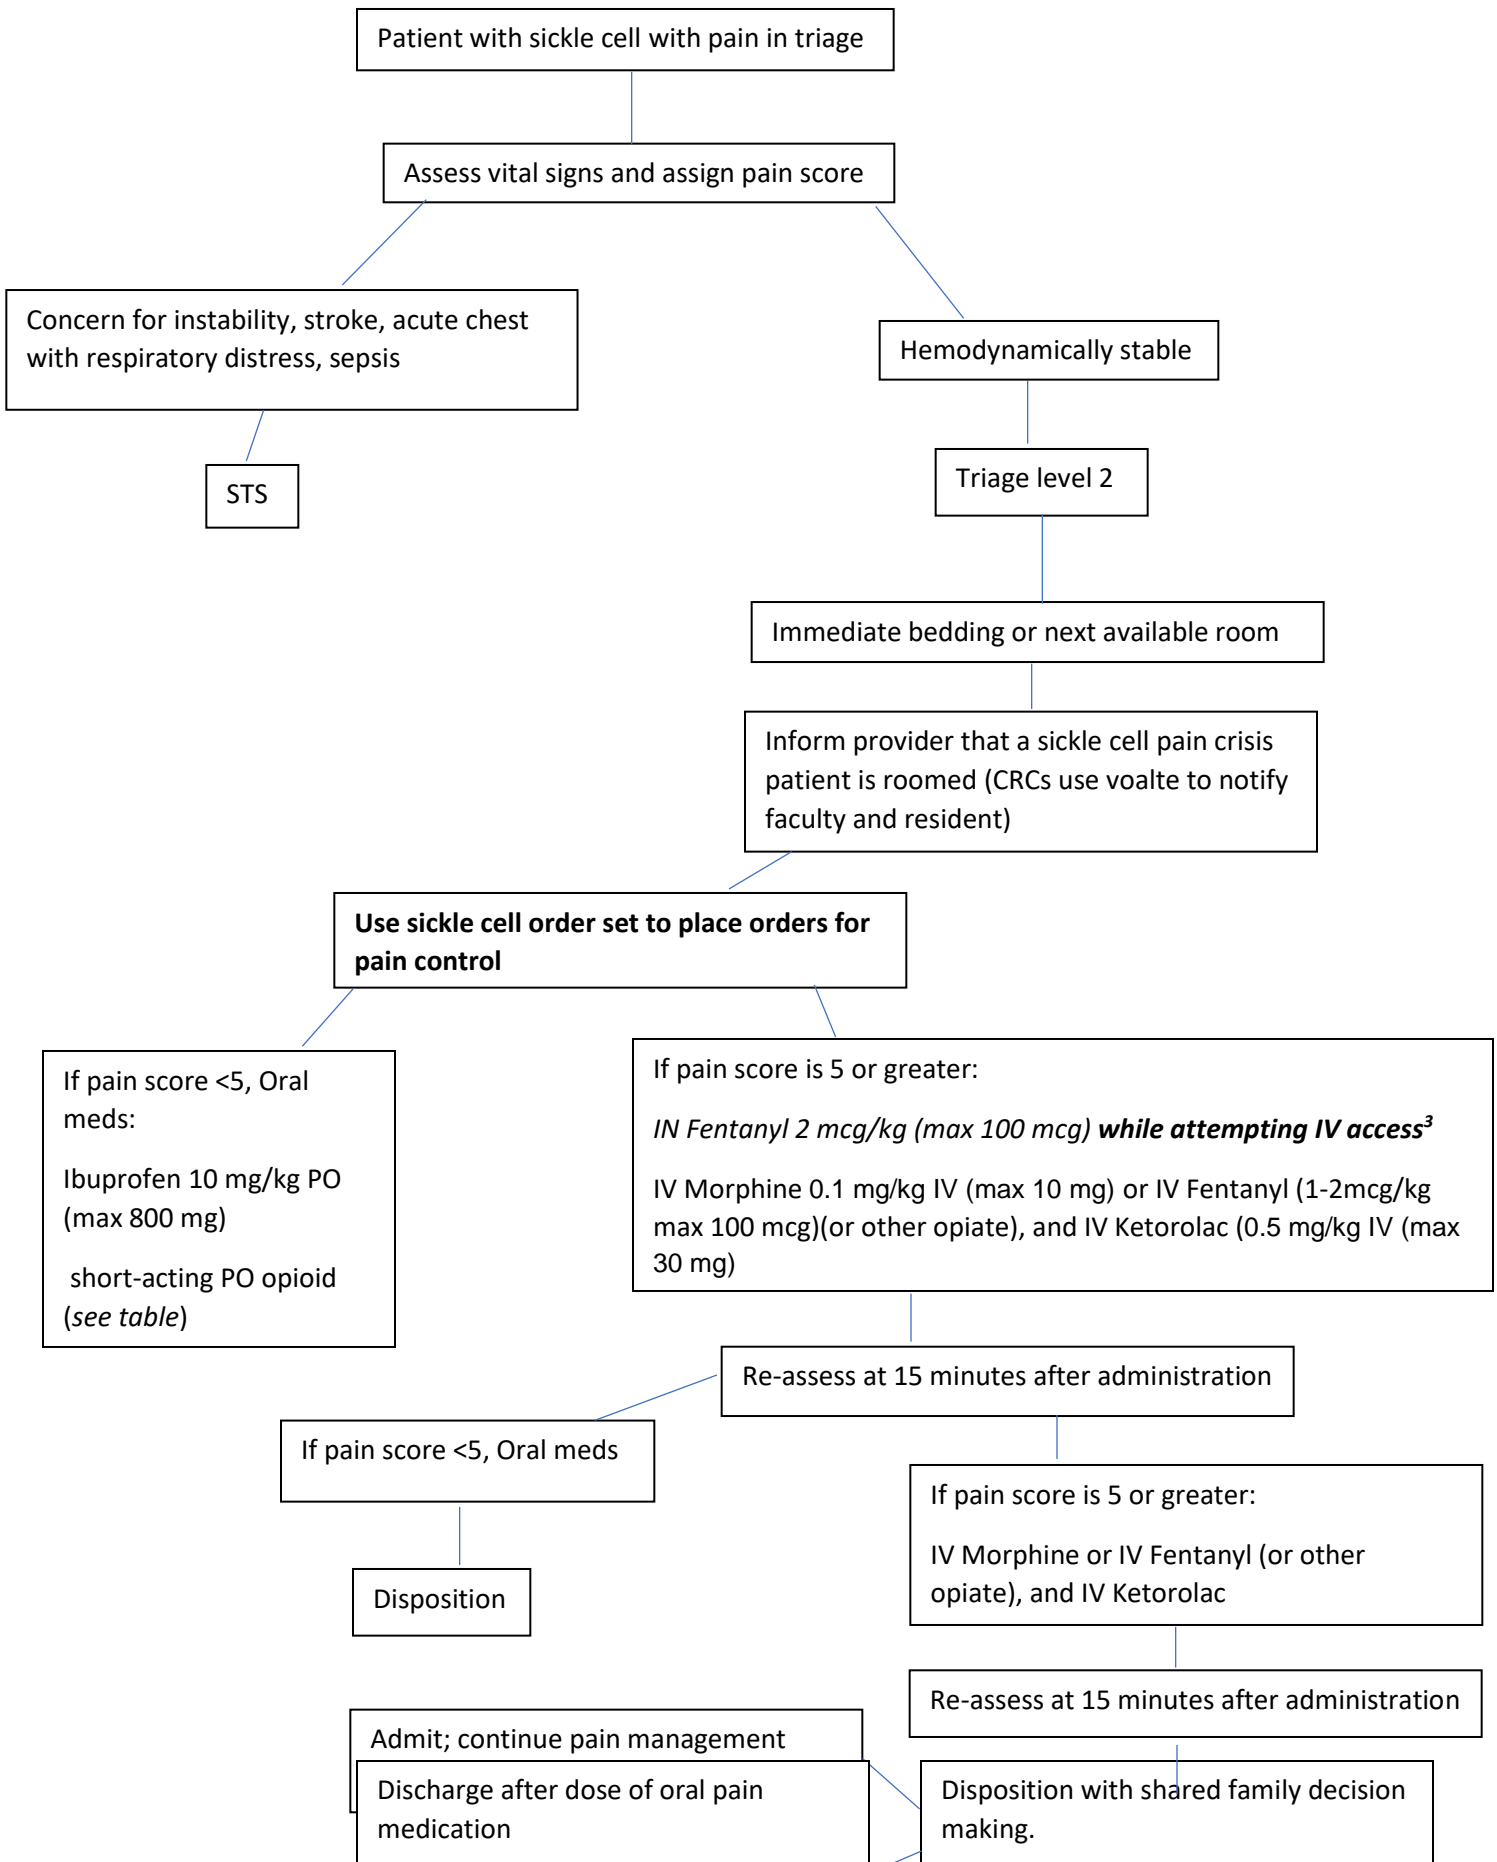 Patient with sickle cell with pain in triage
Assess vital signs and assign pain score
Concern for instability, stroke, acute chest
with respiratory distress, sepsis
Hemodynamically stable
STS
Triage level 2
Immediate bedding or next available room
Inform provider that a sickle cell pain crisis
patient is roomed (CRCs use voalte to notify
faculty and resident)
Use sickle cell order set to place orders for
pain control
If pain score <5, Oral
meds:
Ibuprofen 10 mg/kg PO
(max 800 mg)
short-acting PO opioid
(see table)
If pain score is 5 or greater:
IN Fentanyl 2 mcg/kg (max 100 mcg) while attempting IV access³
IV Morphine 0.1 mg/kg IV (max 10 mg) or IV Fentanyl (1-2mcg/kg
max 100 mcg)(or other opiate), and IV Ketorolac (0.5 mg/kg IV (max
30 mg)
Re-assess at 15 minutes after administration
If pain score <5, Oral meds
Disposition
If pain score is 5 or greater:
IV Morphine or IV Fentanyl (or other
opiate), and IV Ketorolac
Re-assess at 15 minutes after administration
Admit; continue pain management
Discharge after dose of oral pain
medication
Disposition with shared family decision
making.